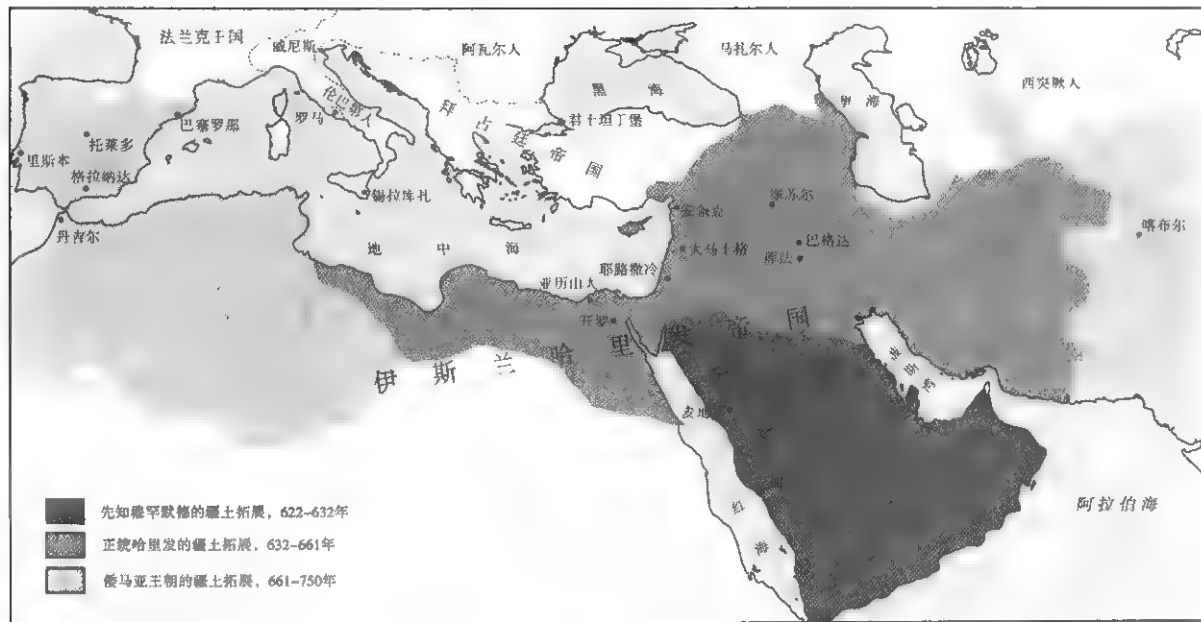 法兰克王国
威尼斯
阿瓦尔人
马扎尔人
西突厥人
黑海
里海
伦巴第人
拜占廷帝国
君士坦丁堡
罗马
巴塞罗那
托莱多
里斯本
格拉纳达
丹吉尔
锡拉库扎
地中海
安条克
摩苏尔
大马士革
巴格达
库法
喀布尔
耶路撒冷
亚历山大
开罗
伊斯兰哈里发帝国
波斯湾
麦地
红海
阿拉伯海
先知穆罕默德的疆土拓展，622-632年
正统哈里发的疆土拓展，632-661年
倭马亚王朝的疆土拓展，661-750年